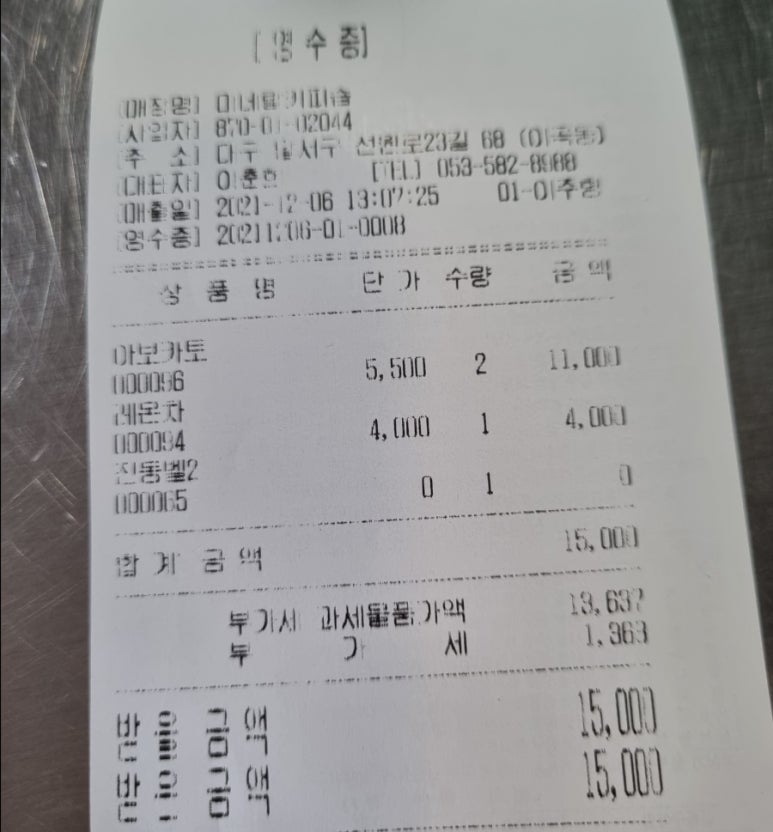 [영수증]
[매장명] 미네르커피숍
[사업자] 870-01-02044
[주 소] 대구 달서구 선원로23길 68 (이곡동)
[대표자] 이춘한 [TEL] 053-582-8988
[매출일] 2021-12-06 13:07:25 01-이주형
[영수증] 20211206-01-0008
상 품 명 단 가 수량 금 액
아보카토
000096 5,500 2 11,000
레몬차
000094 4,000 1 4,000
진동벨2
000065 0 1 0
합 계 금 액 15,000
부가세 과세물품가액 13,637
부 가 세 1,363
받 을 금 액 15,000
받 은 금 액 15,000